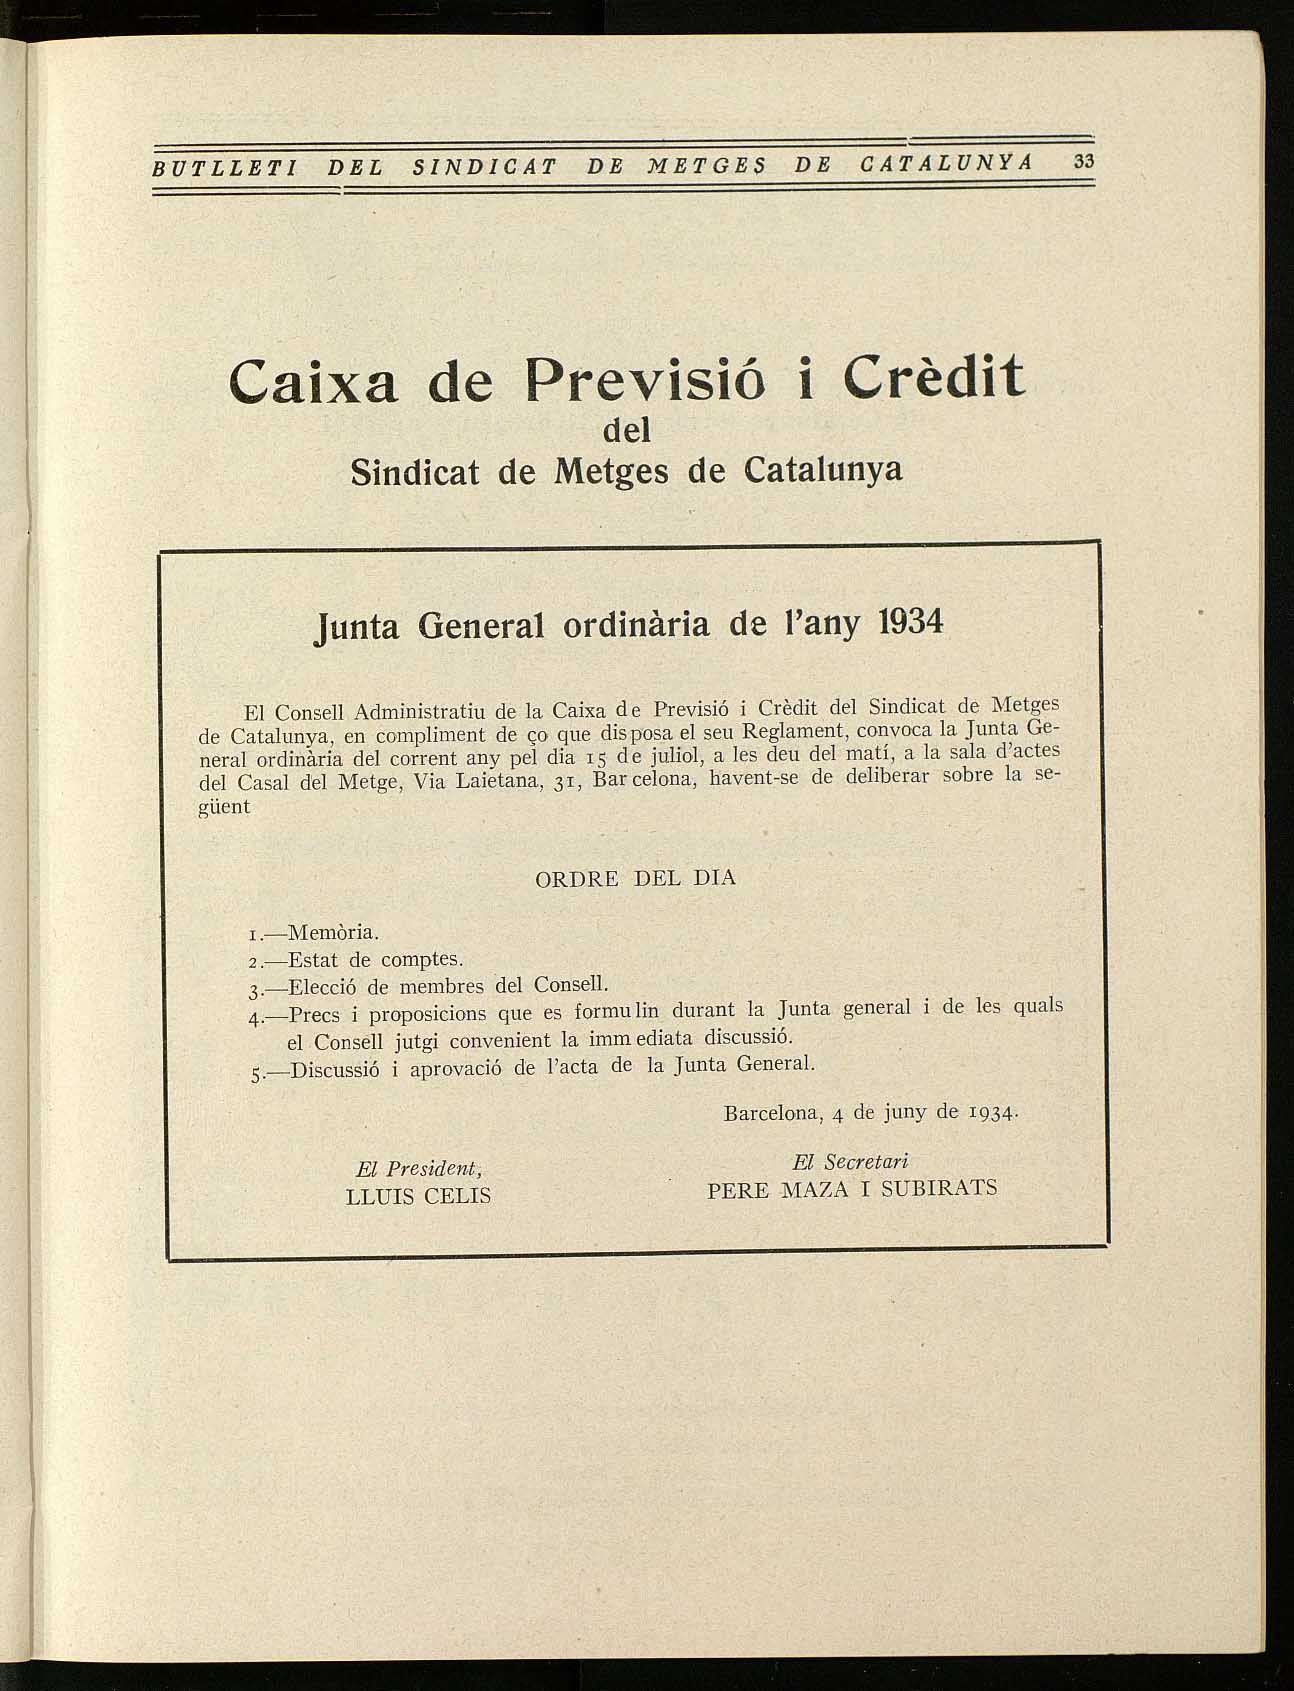 BUTLLETI DEL SINDICAT DE METGES DE CATALUNYA 33
Caixa de Previsió i Crèdit
del
Sindicat de Metges de Catalunya
Junta General ordinària de l'any 1934
El Consell Administratiu de la Caixa de Previsió i Crèdit del Sindicat de Metges
de Catalunya, en compliment de ço que disposa el seu Reglament, convoca la Junta Ge-
neral ordinària del corrent any pel dia 15 de juliol, a les deu del matí, a la sala d'actes
del Casal del Metge, Via Laietana, 31, Barcelona, havent-se de deliberar sobre la se-
güent
ORDRE DEL DIA
1.—Memòria.
2.—Estat de comptes.
3.—Elecció de membres del Consell.
4.—Precs i proposicions que es formulin durant la Junta general i de les quals
el Consell jutgi convenient la immediata discussió.
5.—Discussió i aprovació de l'acta de la Junta General.
Barcelona, 4 de juny de 1934.
El President,
LLUIS CELIS
El Secretari
PERE MAZA I SUBIRATS